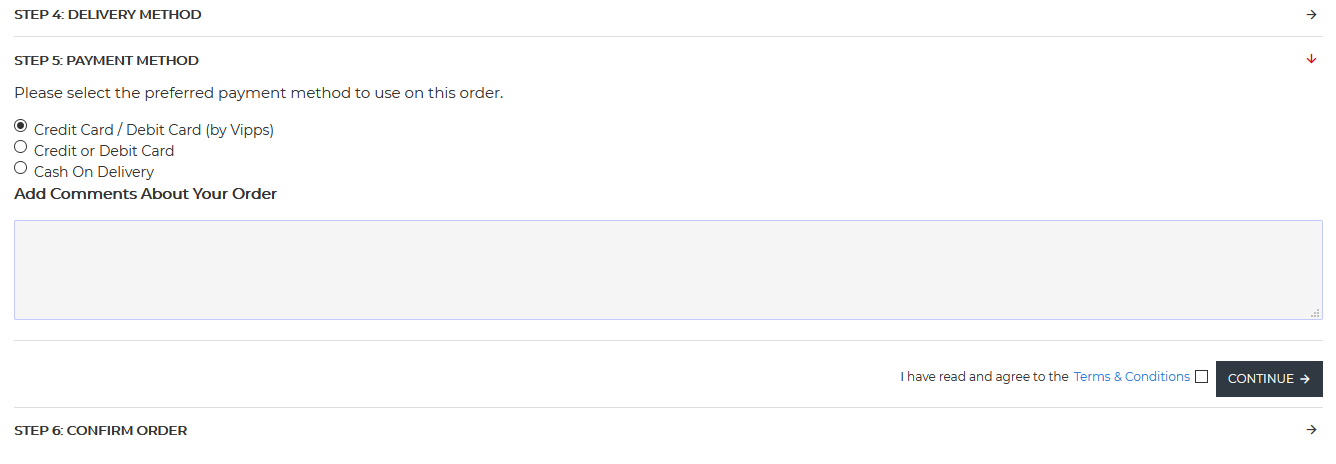 STEP 4: DELIVERY METHOD
STEP 5: PAYMENT METHOD
Please select the preferred payment method to use on this order.
Credit Card / Debit Card (by Vipps)
Credit or Debit Card
Cash On Delivery
Add Comments About Your Order
I have read and agree to the Terms & Conditions
CONTINUE
STEP 6: CONFIRM ORDER